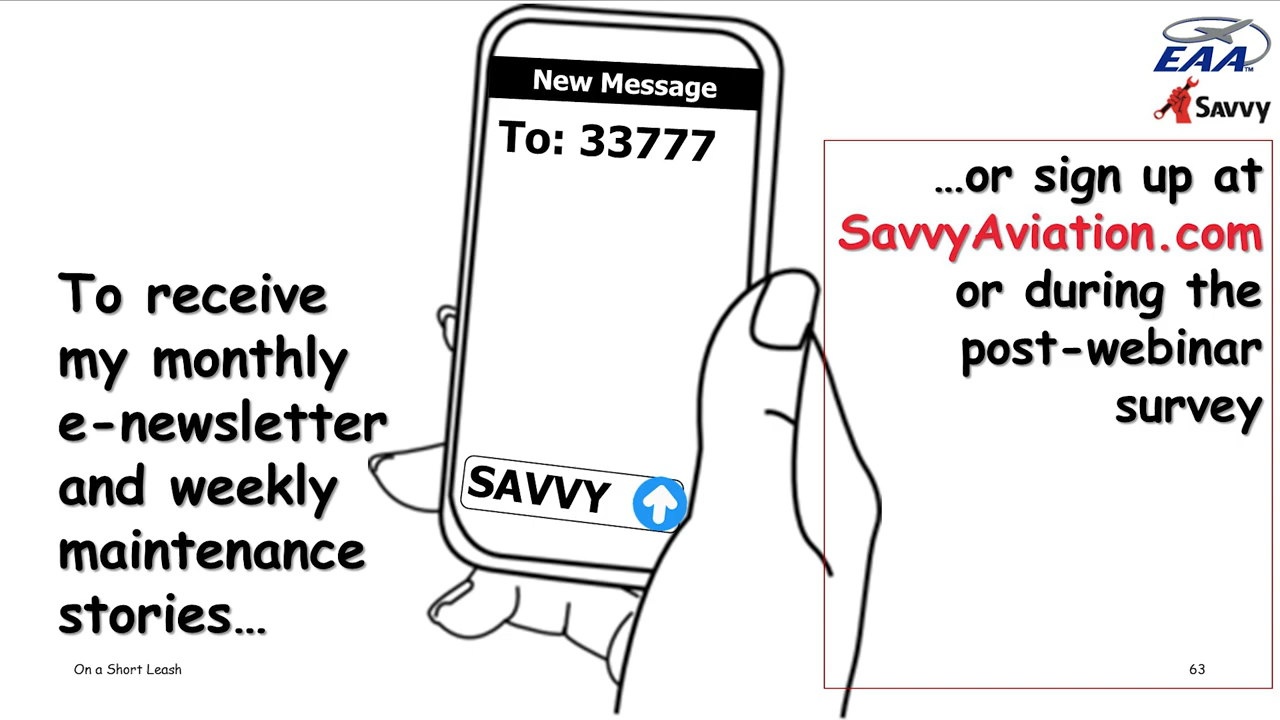 EAA™
SAVVY
New Message
To: 33777
SAVVY
To receive
my monthly
e-newsletter
and weekly
maintenance
stories…
…or sign up at
SavvyAviation.com
or during the
post-webinar
survey
On a Short Leash
63